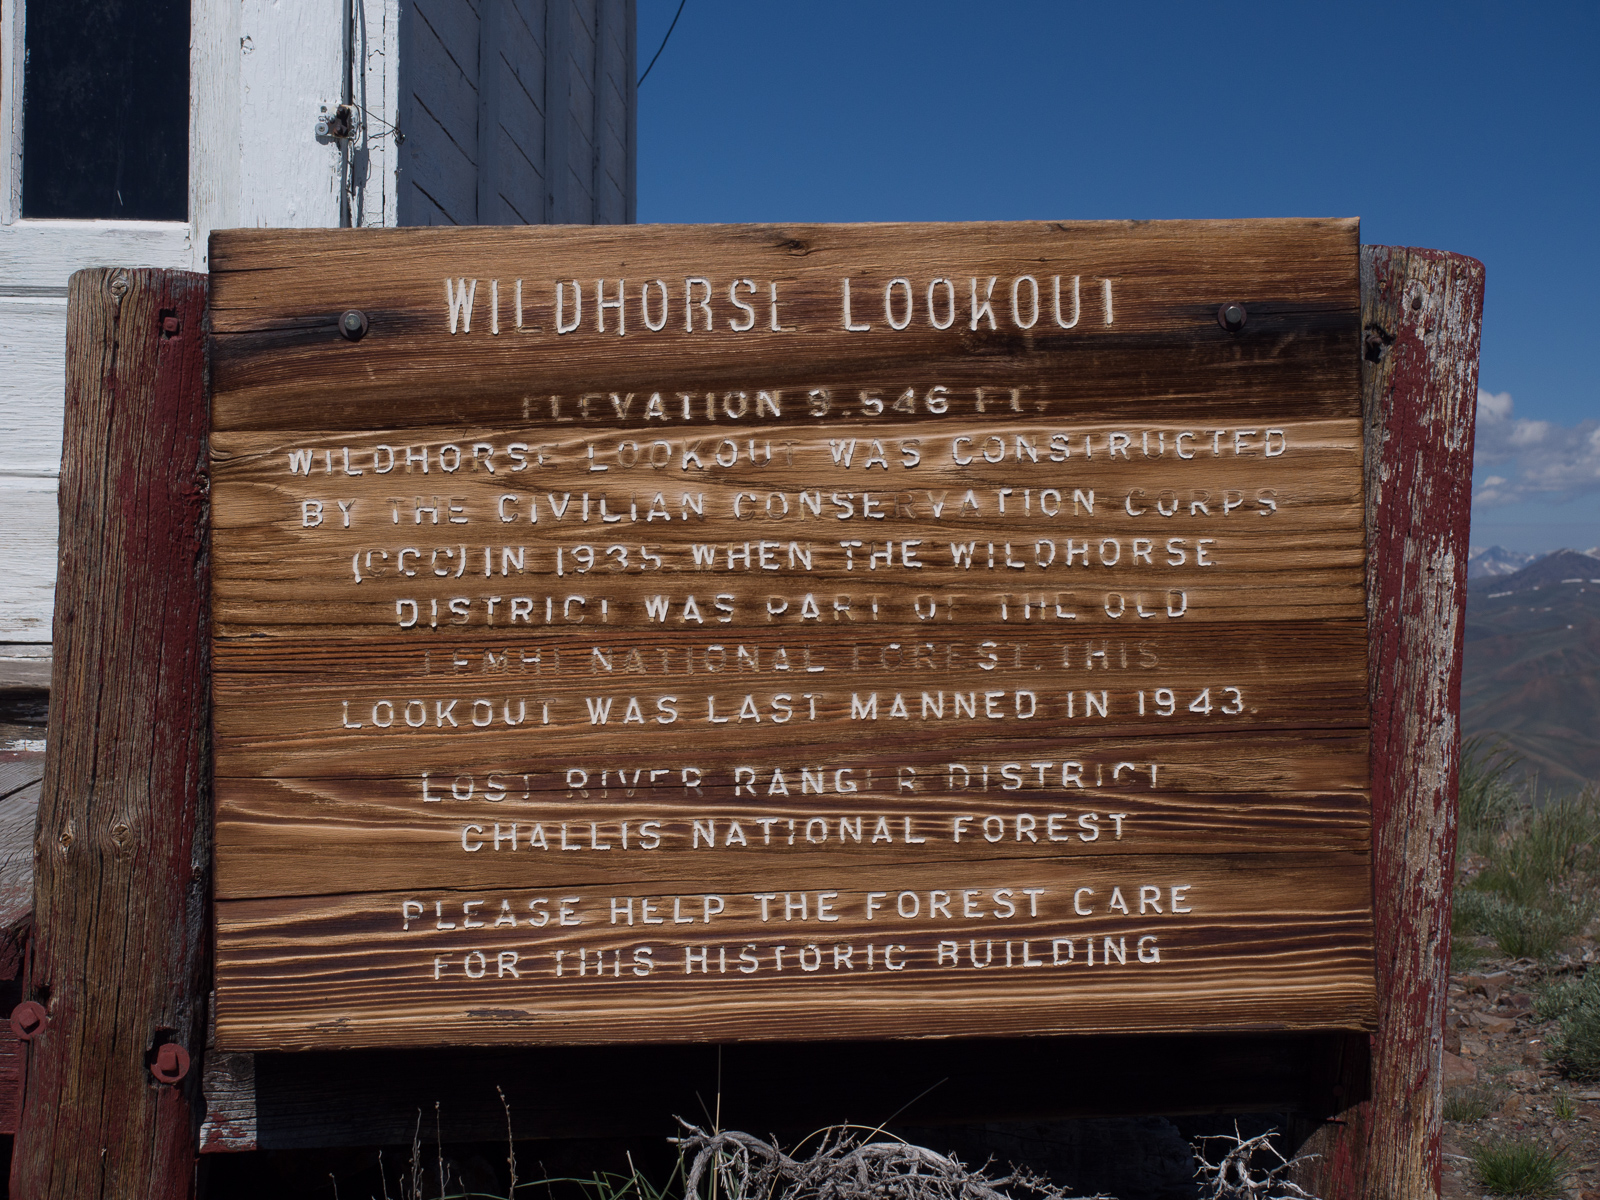 WILDHORSE LOOKOUT
ELEVATION 9,546 FT.
WILDHORSE LOOKOUT WAS CONSTRUCTED
BY THE CIVILIAN CONSERVATION CORPS
(CCC) IN 1935 WHEN THE WILDHORSE
DISTRICT WAS PART OF THE OLD
LEMHI NATIONAL FOREST. THIS
LOOKOUT WAS LAST MANNED IN 1943.
LOST RIVER RANGER DISTRICT
CHALLIS NATIONAL FOREST
PLEASE HELP THE FOREST CARE
FOR THIS HISTORIC BUILDING